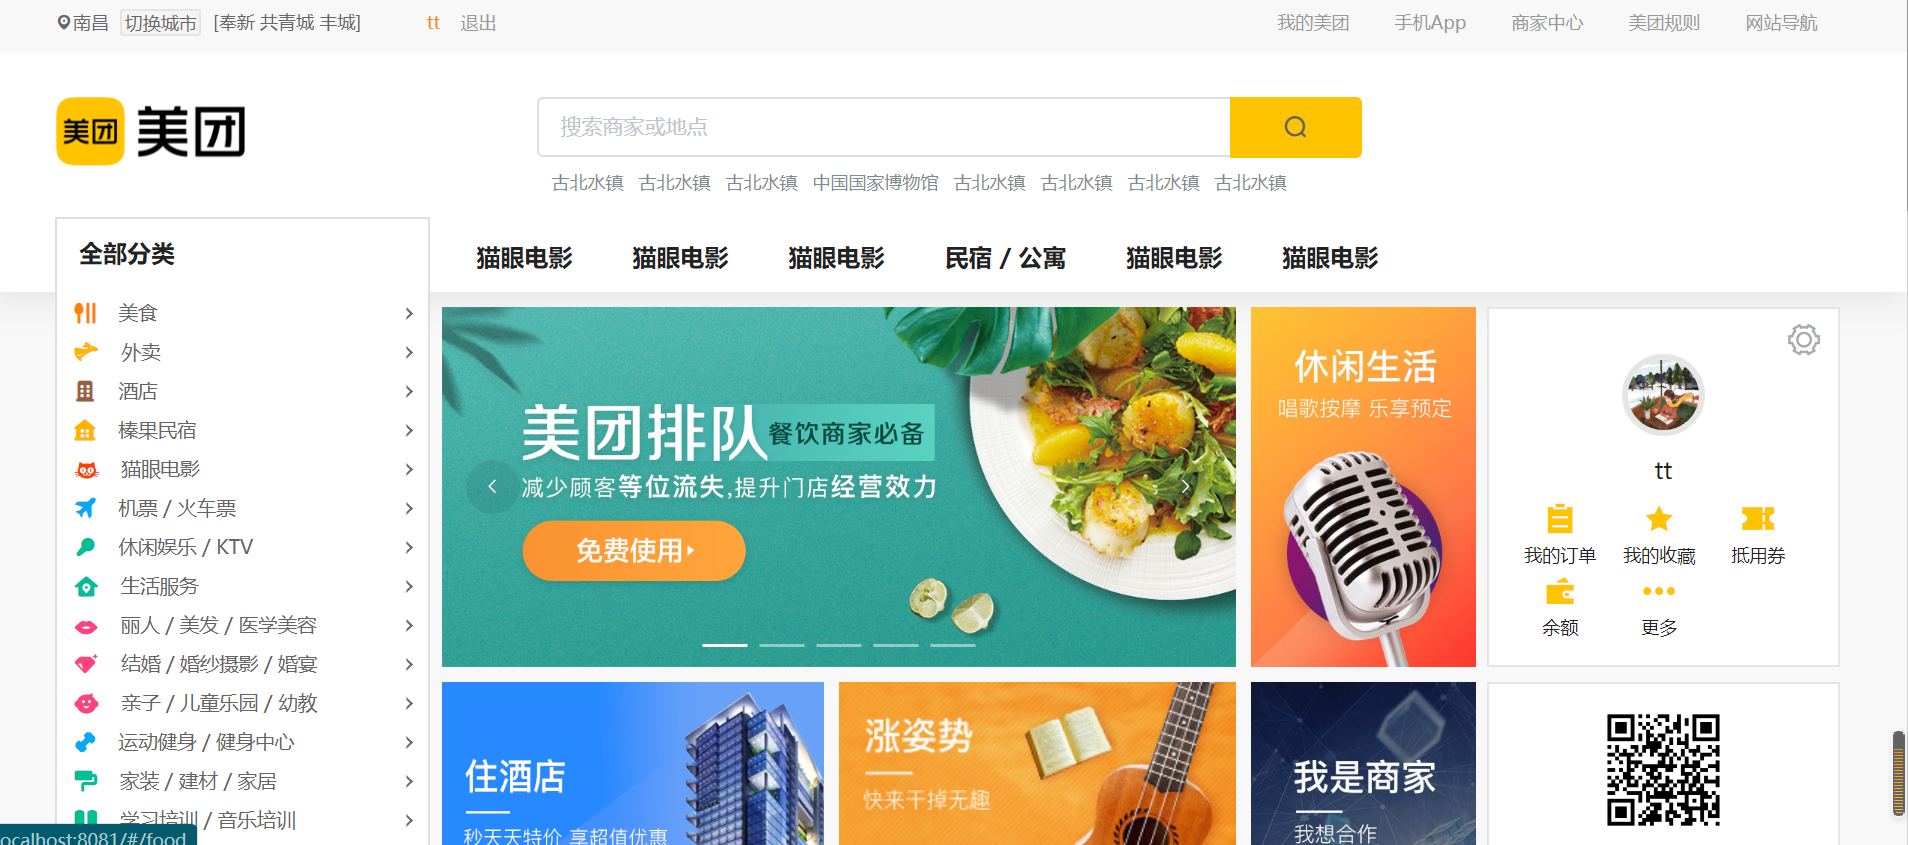 南昌 切换城市 [奉新 共青城 丰城] tt 退出 我的美团 手机App 商家中心 美团规则 网站导航
美团 美团
搜索商家或地点
古北水镇 古北水镇 古北水镇 中国国家博物馆 古北水镇 古北水镇 古北水镇 古北水镇
全部分类
猫眼电影 猫眼电影 猫眼电影 民宿 / 公寓 猫眼电影 猫眼电影
美食
外卖
酒店
榛果民宿
猫眼电影
机票 / 火车票
休闲娱乐 / KTV
生活服务
丽人 / 美发 / 医学美容
结婚 / 婚纱摄影 / 婚宴
亲子 / 儿童乐园 / 幼教
运动健身 / 健身中心
家装 / 建材 / 家居
学习培训 / 音乐培训
美团排队 餐饮商家必备
减少顾客等位流失,提升门店经营效力
免费使用
休闲生活
唱歌按摩 乐享预定
tt
我的订单 我的收藏 抵用券
余额 更多
住酒店
秒天天特价 享超值优惠
涨姿势
快来干掉无趣
我是商家
我想合作
ocalhost:8081/#/food